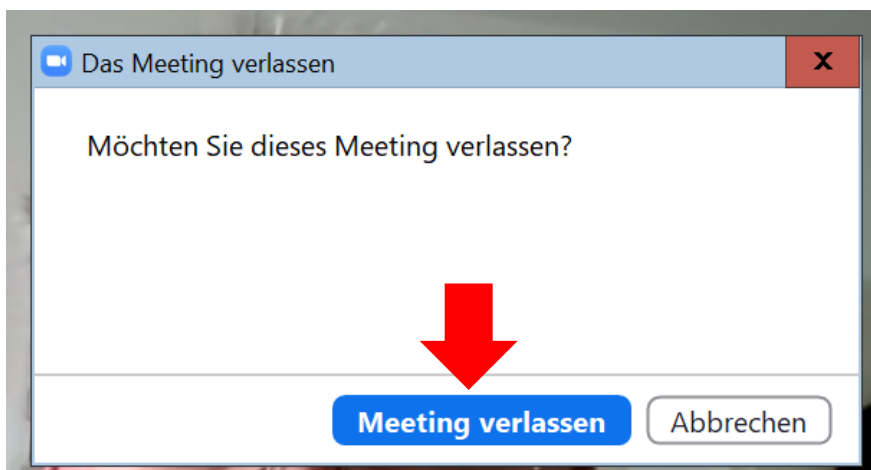 Das Meeting verlassen
Möchten Sie dieses Meeting verlassen?
Meeting verlassen
Abbrechen